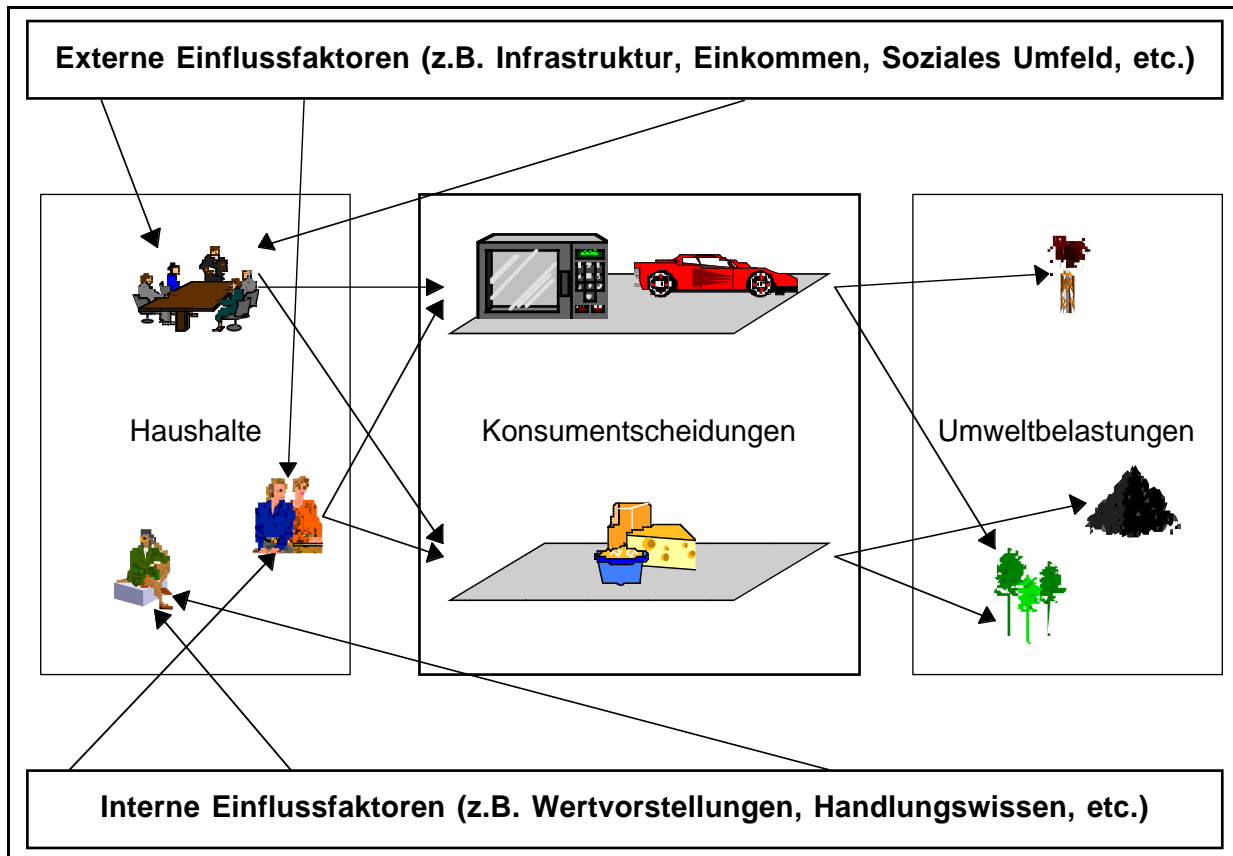 Externe Einflussfaktoren (z.B. Infrastruktur, Einkommen, Soziales Umfeld, etc.)
Haushalte
Konsumentscheidungen
Umweltbelastungen
Interne Einflussfaktoren (z.B. Wertvorstellungen, Handlungswissen, etc.)